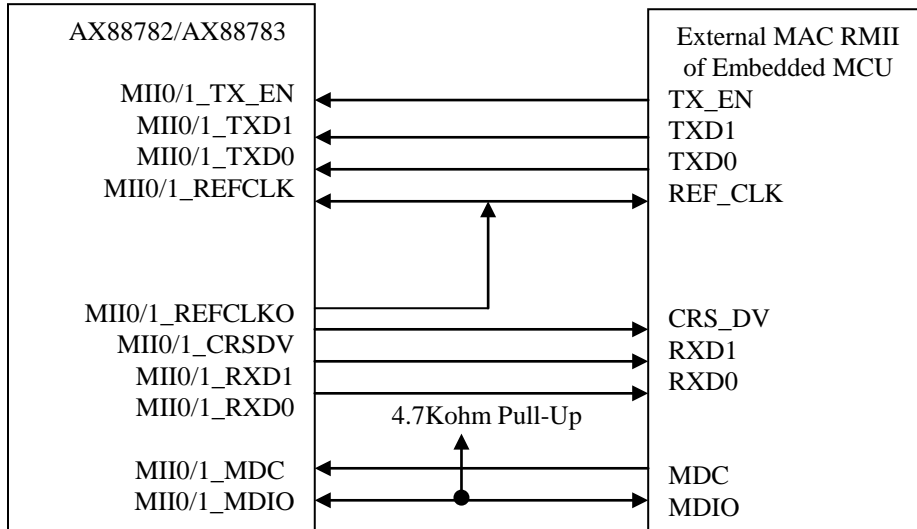 AX88782/AX88783
MII0/1_TX_EN
MII0/1_TXD1
MII0/1_TXD0
MII0/1_REFCLK
MII0/1_REFCLKO
MII0/1_CRSDV
MII0/1_RXD1
MII0/1_RXD0
MII0/1_MDC
MII0/1_MDIO
4.7Kohm Pull-Up
External MAC RMII
of Embedded MCU
TX_EN
TXD1
TXD0
REF_CLK
CRS_DV
RXD1
RXD0
MDC
MDIO